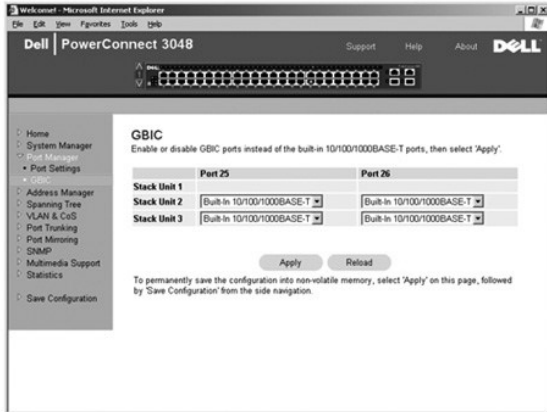 Welcome! - Microsoft Internet Explorer
File Edit View Favorites Tools Help
Dell PowerConnect 3048
Support Help About DELL
Home
System Manager
Port Manager
Port Settings
GBIC
Address Manager
Spanning Tree
VLAN & CoS
Port Trunking
Port Mirroring
SNMP
Multimedia Support
Statistics
Save Configuration
GBIC
Enable or disable GBIC ports instead of the built-in 10/100/1000BASE-T ports, then select 'Apply'.
Port 25 Port 26
Stack Unit 1
Stack Unit 2 Built-In 10/100/1000BASE-T Built-In 10/100/1000BASE-T
Stack Unit 3 Built-In 10/100/1000BASE-T Built-In 10/100/1000BASE-T
Apply Reload
To permanently save the configuration into non-volatile memory, select 'Apply' on this page, followed
by 'Save Configuration' from the side navigation.